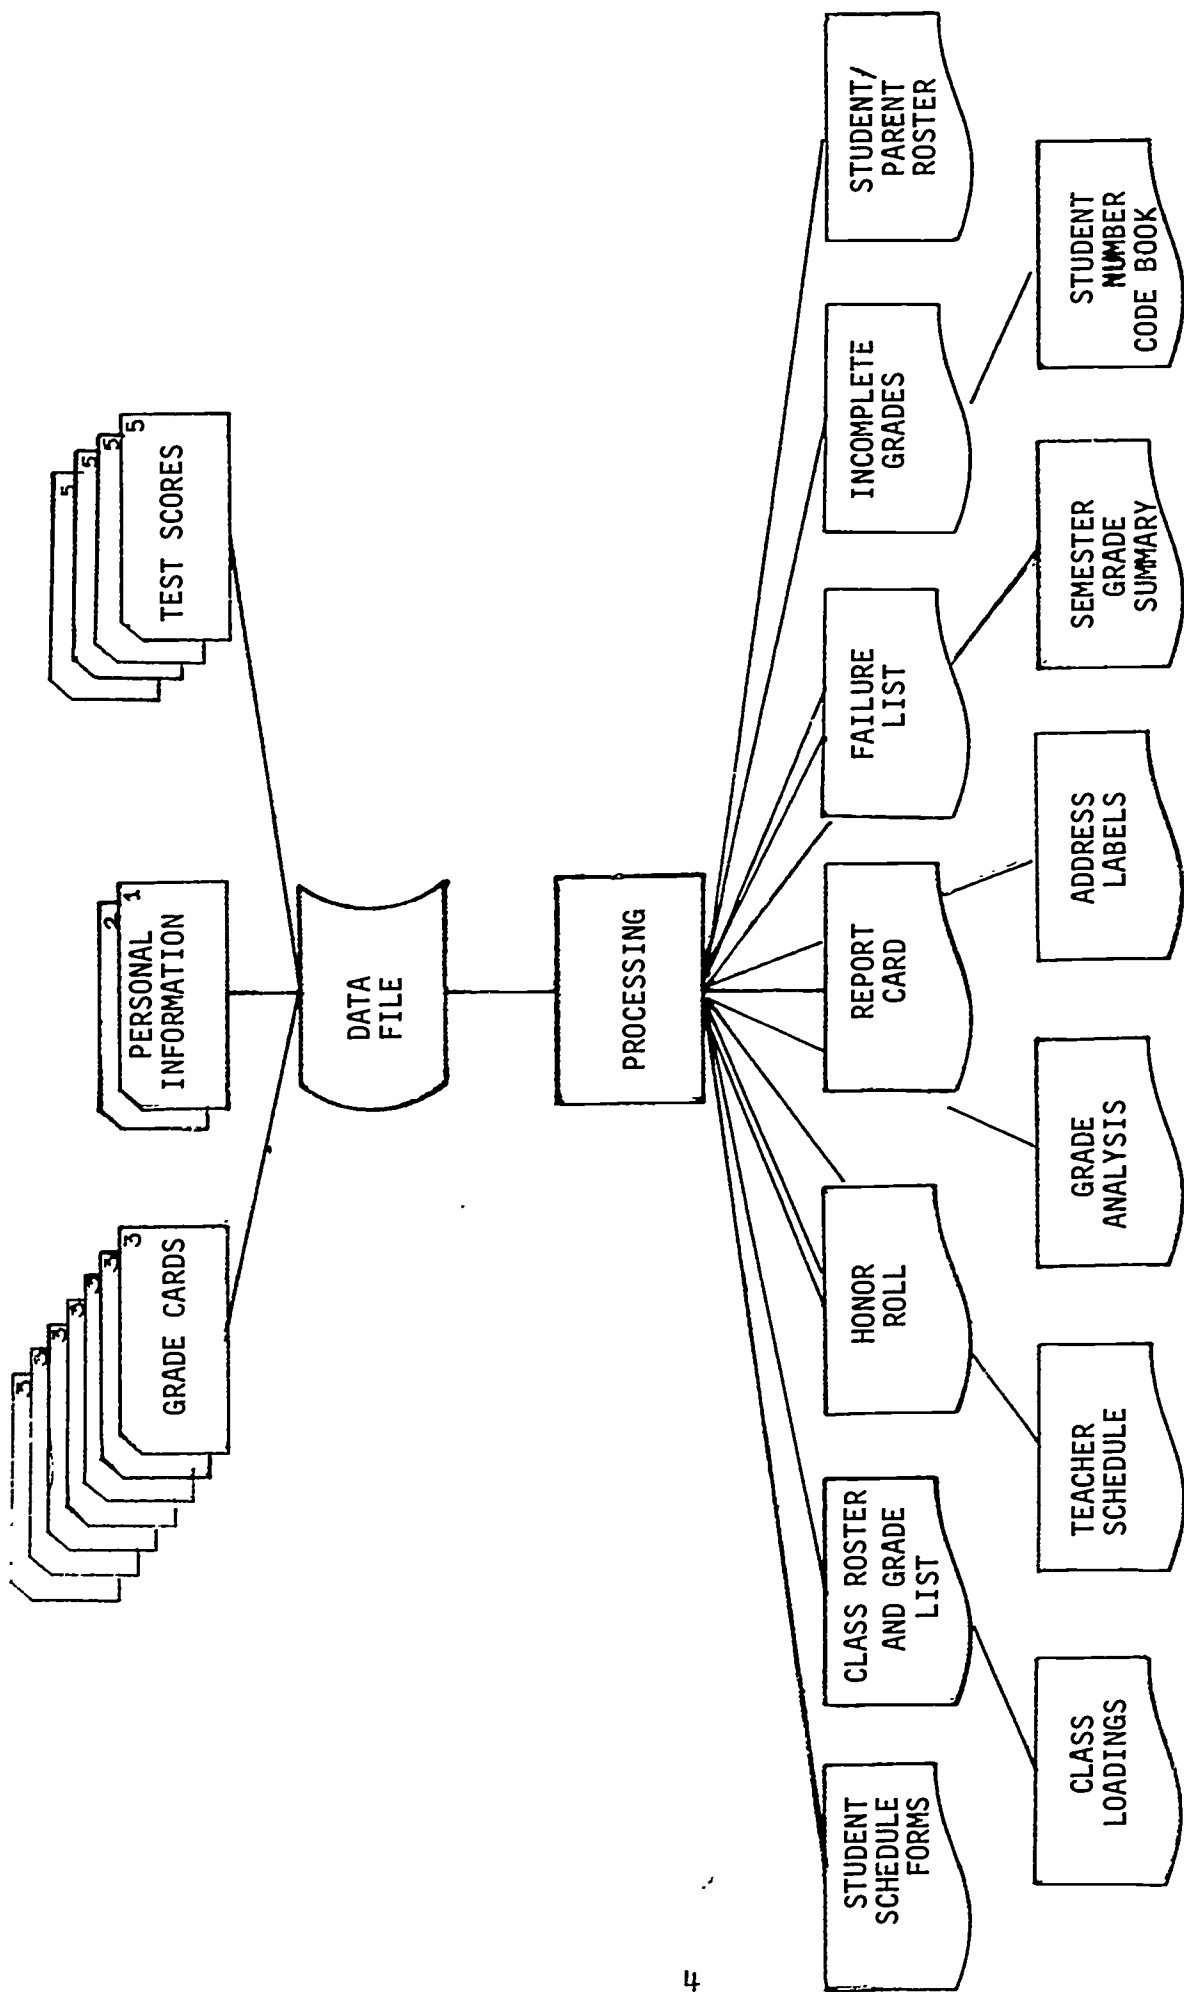 3
3
3
3
3
3
3
GRADE CARDS
2
1
PERSONAL
INFORMATION
5
5
5
5
TEST SCORES
DATA
FILE
PROCESSING
STUDENT
SCHEDULE
FORMS
CLASS ROSTER
AND GRADE
LIST
HONOR
ROLL
REPORT
CARD
FAILURE
LIST
INCOMPLETE
GRADES
STUDENT/
PARENT
ROSTER
CLASS
LOADINGS
TEACHER
SCHEDULE
GRADE
ANALYSIS
ADDRESS
LABELS
SEMESTER
GRADE
SUMMARY
STUDENT
NUMBER
CODE BOOK
4